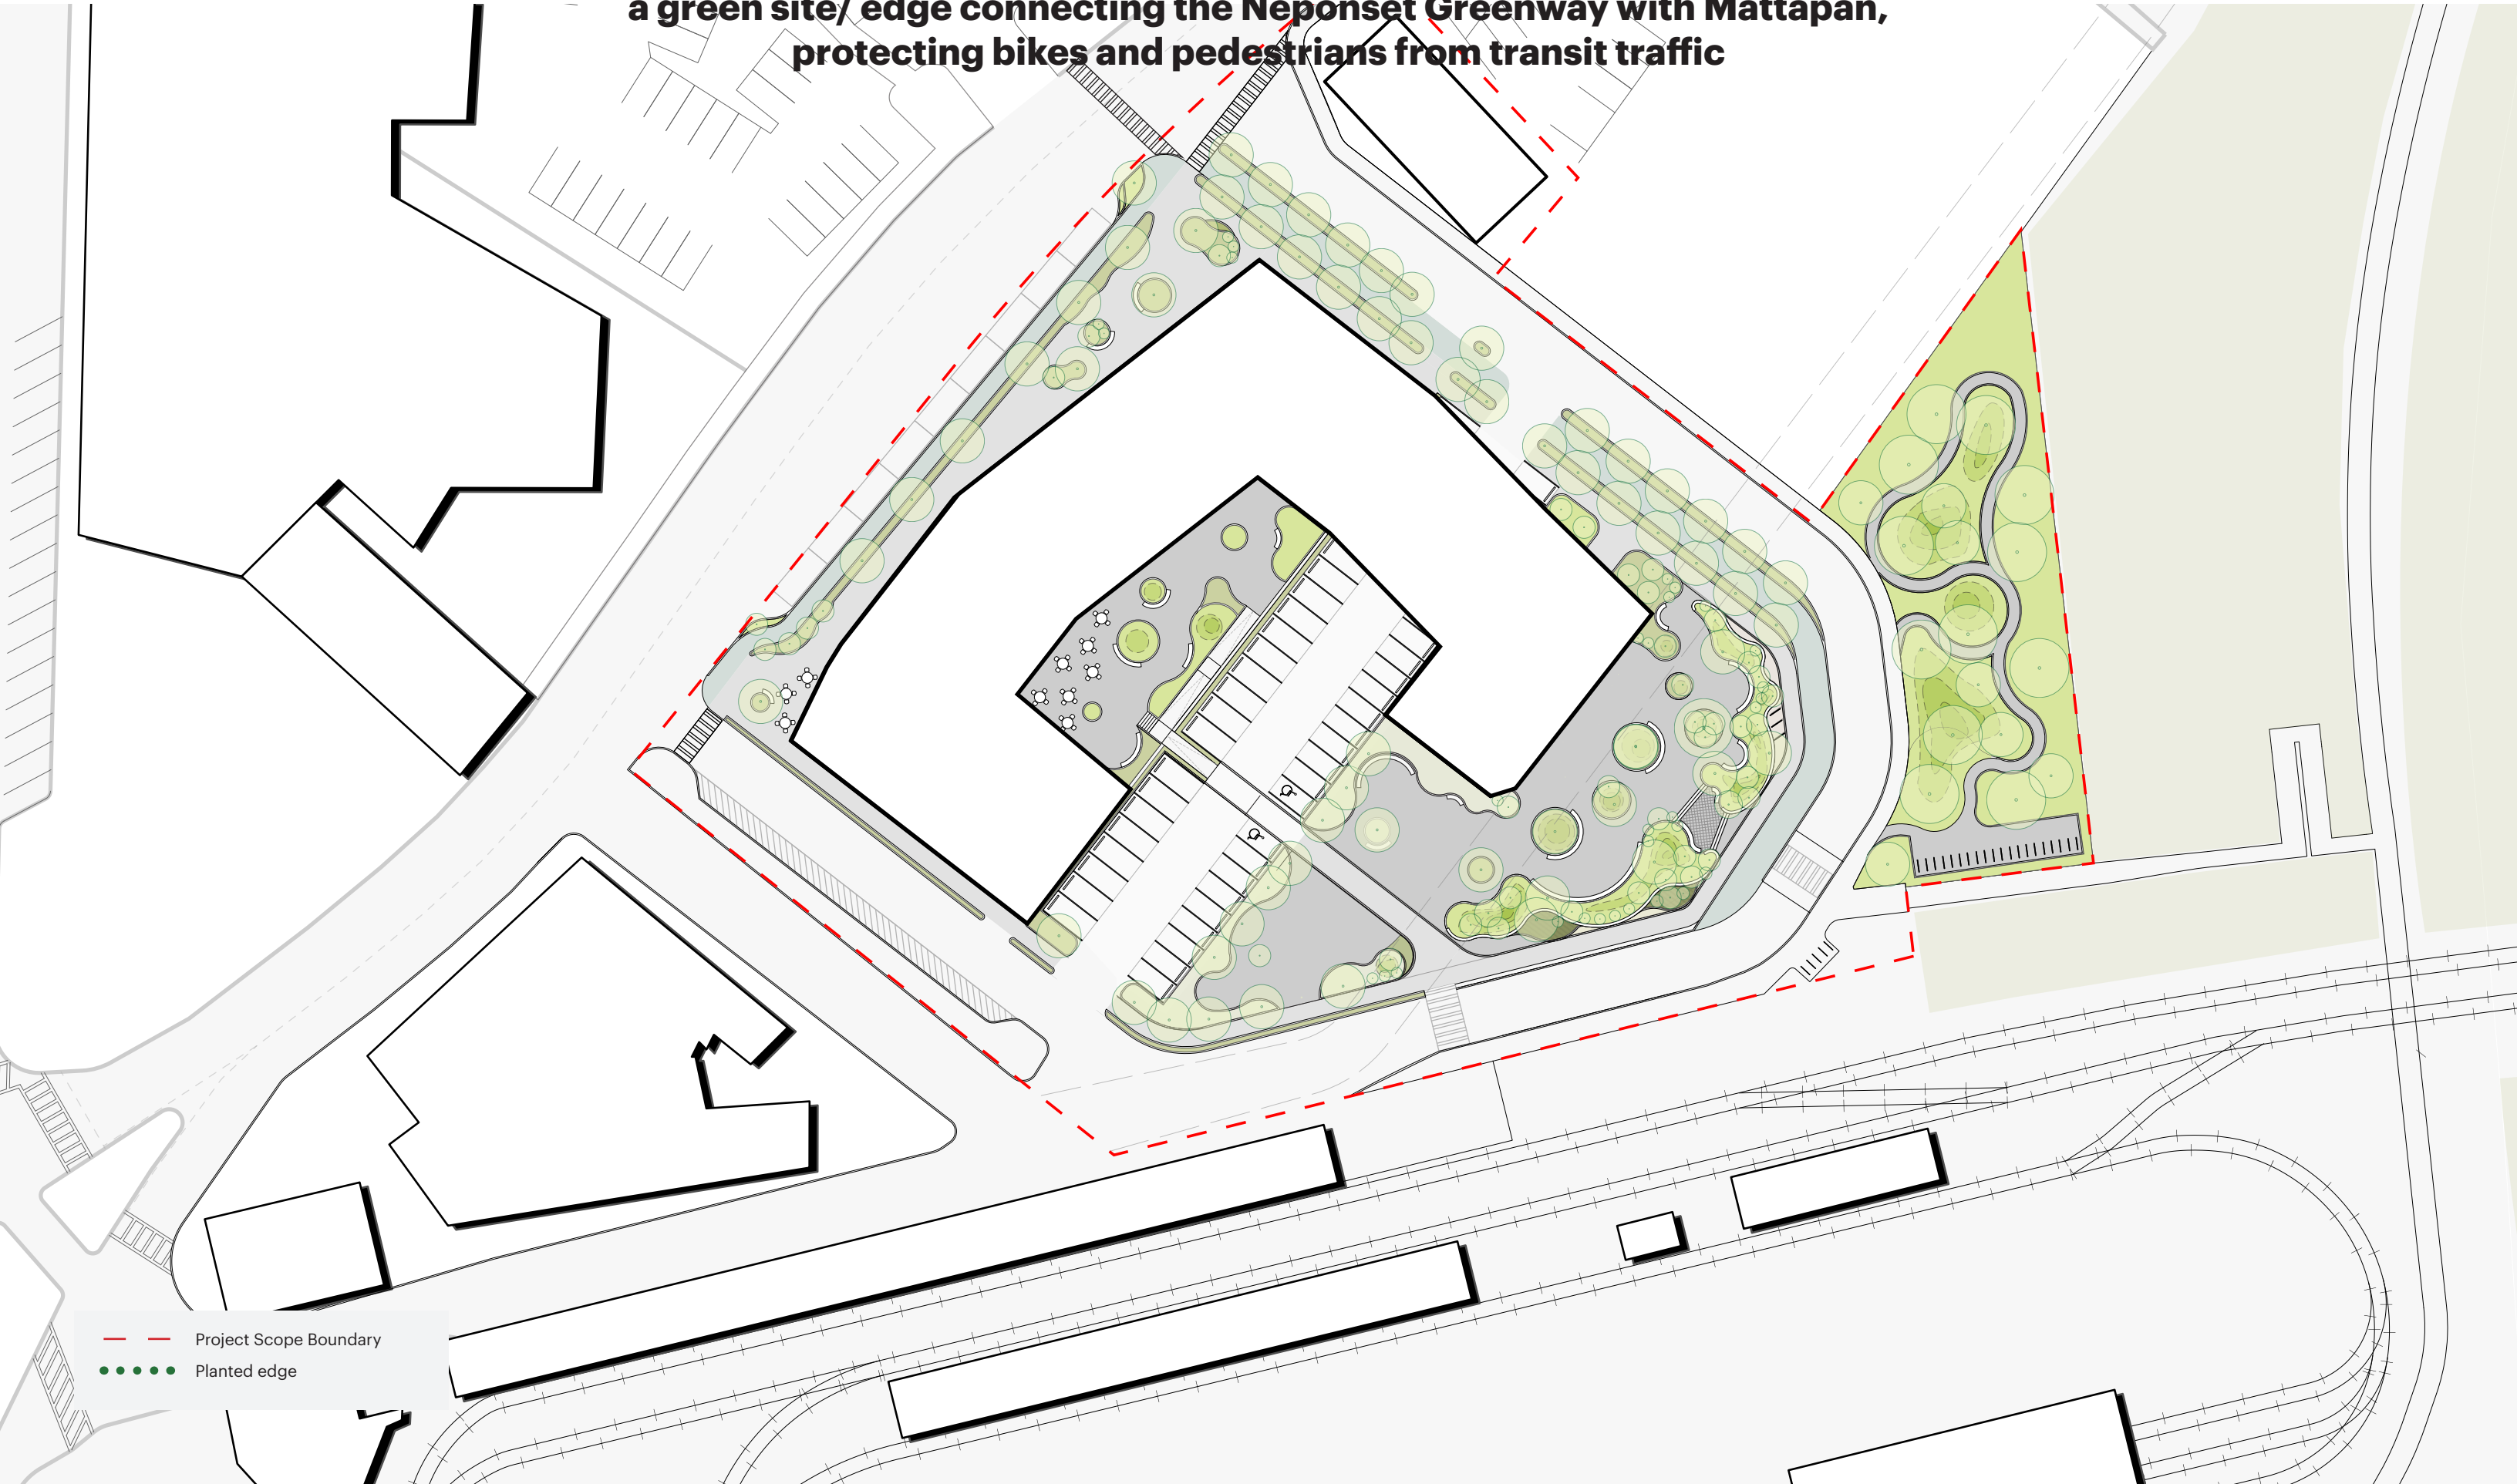 a green site/ edge connecting the Neponset Greenway with Mattapan,
protecting bikes and pedestrians from transit traffic
Project Scope Boundary
Planted edge